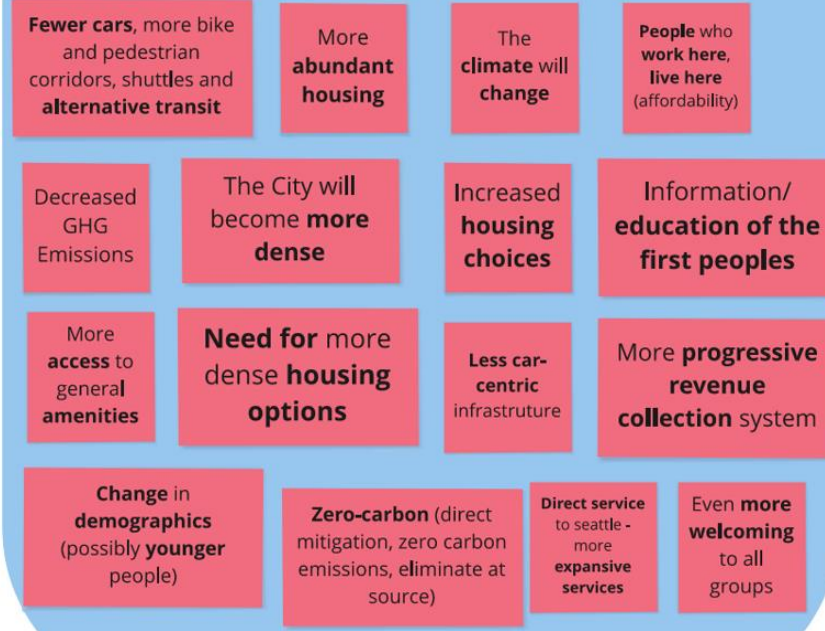 Fewer cars, more bike
and pedestrian
corridors, shuttles and
alternative transit
More
abundant
housing
The
climate will
change
People who
work here,
live here
(affordability)
Decreased
GHG
Emissions
The City will
become more
dense
Increased
housing
choices
Information/
education of the
first peoples
More
access to
general
amenities
Need for more
dense housing
options
Less car-
centric
infrastruture
More progressive
revenue
collection system
Change in
demographics
(possibly younger
people)
Zero-carbon (direct
mitigation, zero carbon
emissions, eliminate at
source)
Direct service
to seattle -
more
expansive
services
Even more
welcoming
to all
groups